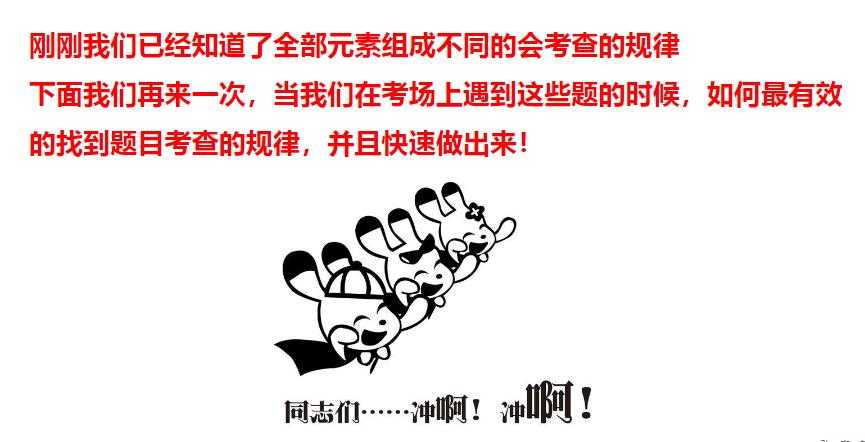 刚刚我们已经知道了全部元素组成不同的会考查的规律
下面我们再来一次，当我们在考场上遇到这些题的时候，如何最有效
的找到题目考查的规律，并且快速做出来！
同志们……冲啊！冲啊！